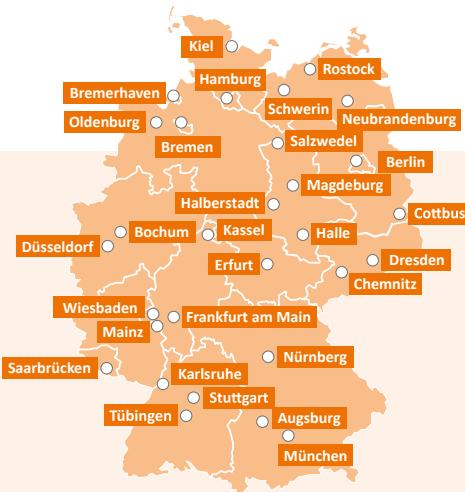 Kiel
Rostock
Hamburg
Bremerhaven
Schwerin
Neubrandenburg
Oldenburg
Bremen
Salzwedel
Berlin
Magdeburg
Halberstadt
Cottbus
Bochum
Kassel
Halle
Düsseldorf
Erfurt
Dresden
Chemnitz
Wiesbaden
Frankfurt am Main
Mainz
Nürnberg
Saarbrücken
Karlsruhe
Stuttgart
Tübingen
Augsburg
München